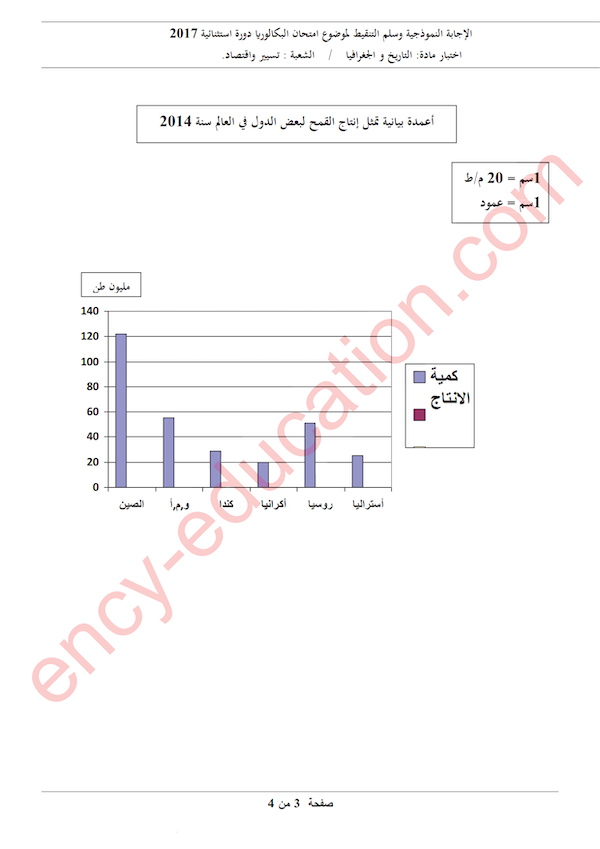 الإجابة النموذجية وسلم التنقيط لموضوع امتحان البكالوريا دورة استثنائية 2017
اختبار مادة: التاريخ و الجغرافيا / الشعبة : تسيير واقتصاد.
أعمدة بيانية تمثل إنتاج القمح لبعض الدول في العالم سنة 2014
1سم = 20 م/ط
1سم = عمود
مليون طن
140
120
100
80
60
40
20
0
الصين
و,م,أ
كندا
أكرانيا
روسيا
أستراليا
كمية
الانتاج
ency-education.com
صفحة 3 من 4